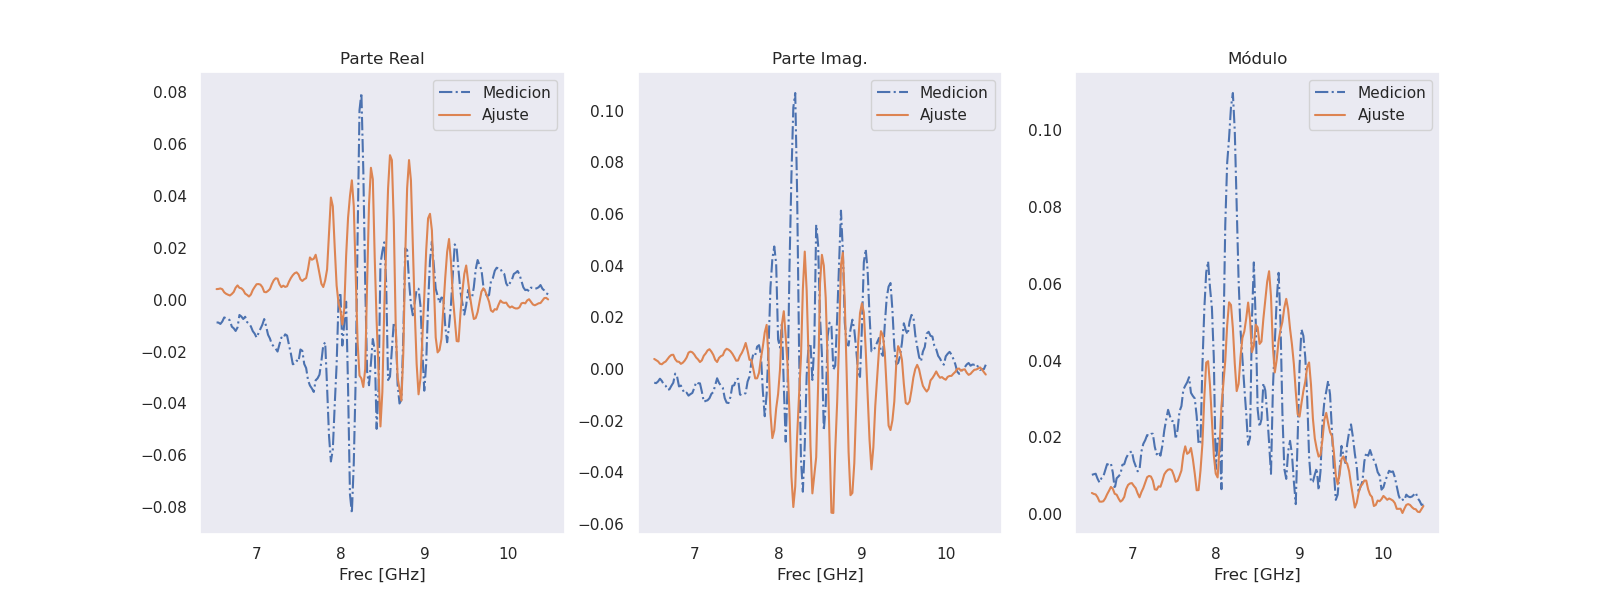 Parte Real
0.08
0.06
0.04
0.02
0.00
−0.02
−0.04
−0.06
−0.08
Medicion
Ajuste
7 8 9 10
Frec [GHz]
Parte Imag.
0.10
0.08
0.06
0.04
0.02
0.00
−0.02
−0.04
−0.06
Medicion
Ajuste
7 8 9 10
Frec [GHz]
Módulo
0.10
0.08
0.06
0.04
0.02
0.00
Medicion
Ajuste
7 8 9 10
Frec [GHz]